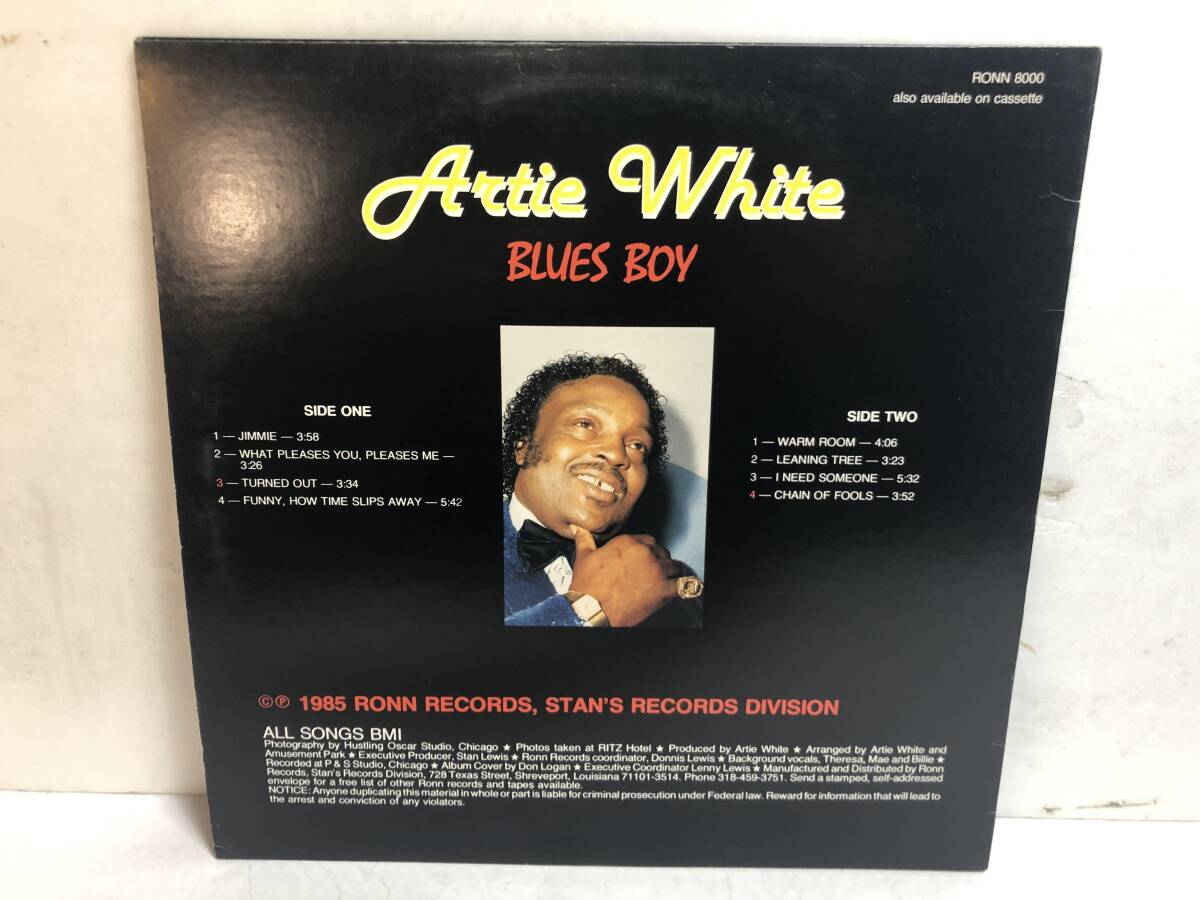 RONN 8000
also available on cassette
Artie White
BLUES BOY
SIDE ONE
1 — JIMMIE — 3:58
2 — WHAT PLEASES YOU, PLEASES ME —
3:26
3 — TURNED OUT — 3:34
4 — FUNNY, HOW TIME SLIPS AWAY — 5:42
SIDE TWO
1 — WARM ROOM — 4:06
2 — LEANING TREE — 3:23
3 — I NEED SOMEONE — 5:32
4 — CHAIN OF FOOLS — 3:52
©℗ 1985 RONN RECORDS, STAN'S RECORDS DIVISION
ALL SONGS BMI
Photography by Hustling Oscar Studio, Chicago ★ Photos taken at RITZ Hotel ★ Produced by Artie White ★ Arranged by Artie White and
Amusement Park ★ Executive Producer, Stan Lewis ★ Ronn Records coordinator, Donnis Lewis ★ Background vocals, Theresa, Mae and Billie ★
Recorded at P & S Studio, Chicago ★ Album Cover by Don Logan ★ Executive Coordinator Lenny Lewis ★ Manufactured and Distributed by Ronn
Records, Stan's Records Division, 728 Texas Street, Shreveport, Louisiana 71101-3514. Phone 318-459-3751. Send a stamped, self-addressed
envelope for a free list of other Ronn records and tapes available.
NOTICE: Anyone duplicating this material in whole or part is liable for criminal prosecution under Federal law. Reward for information that will lead to
the arrest and conviction of any violators.